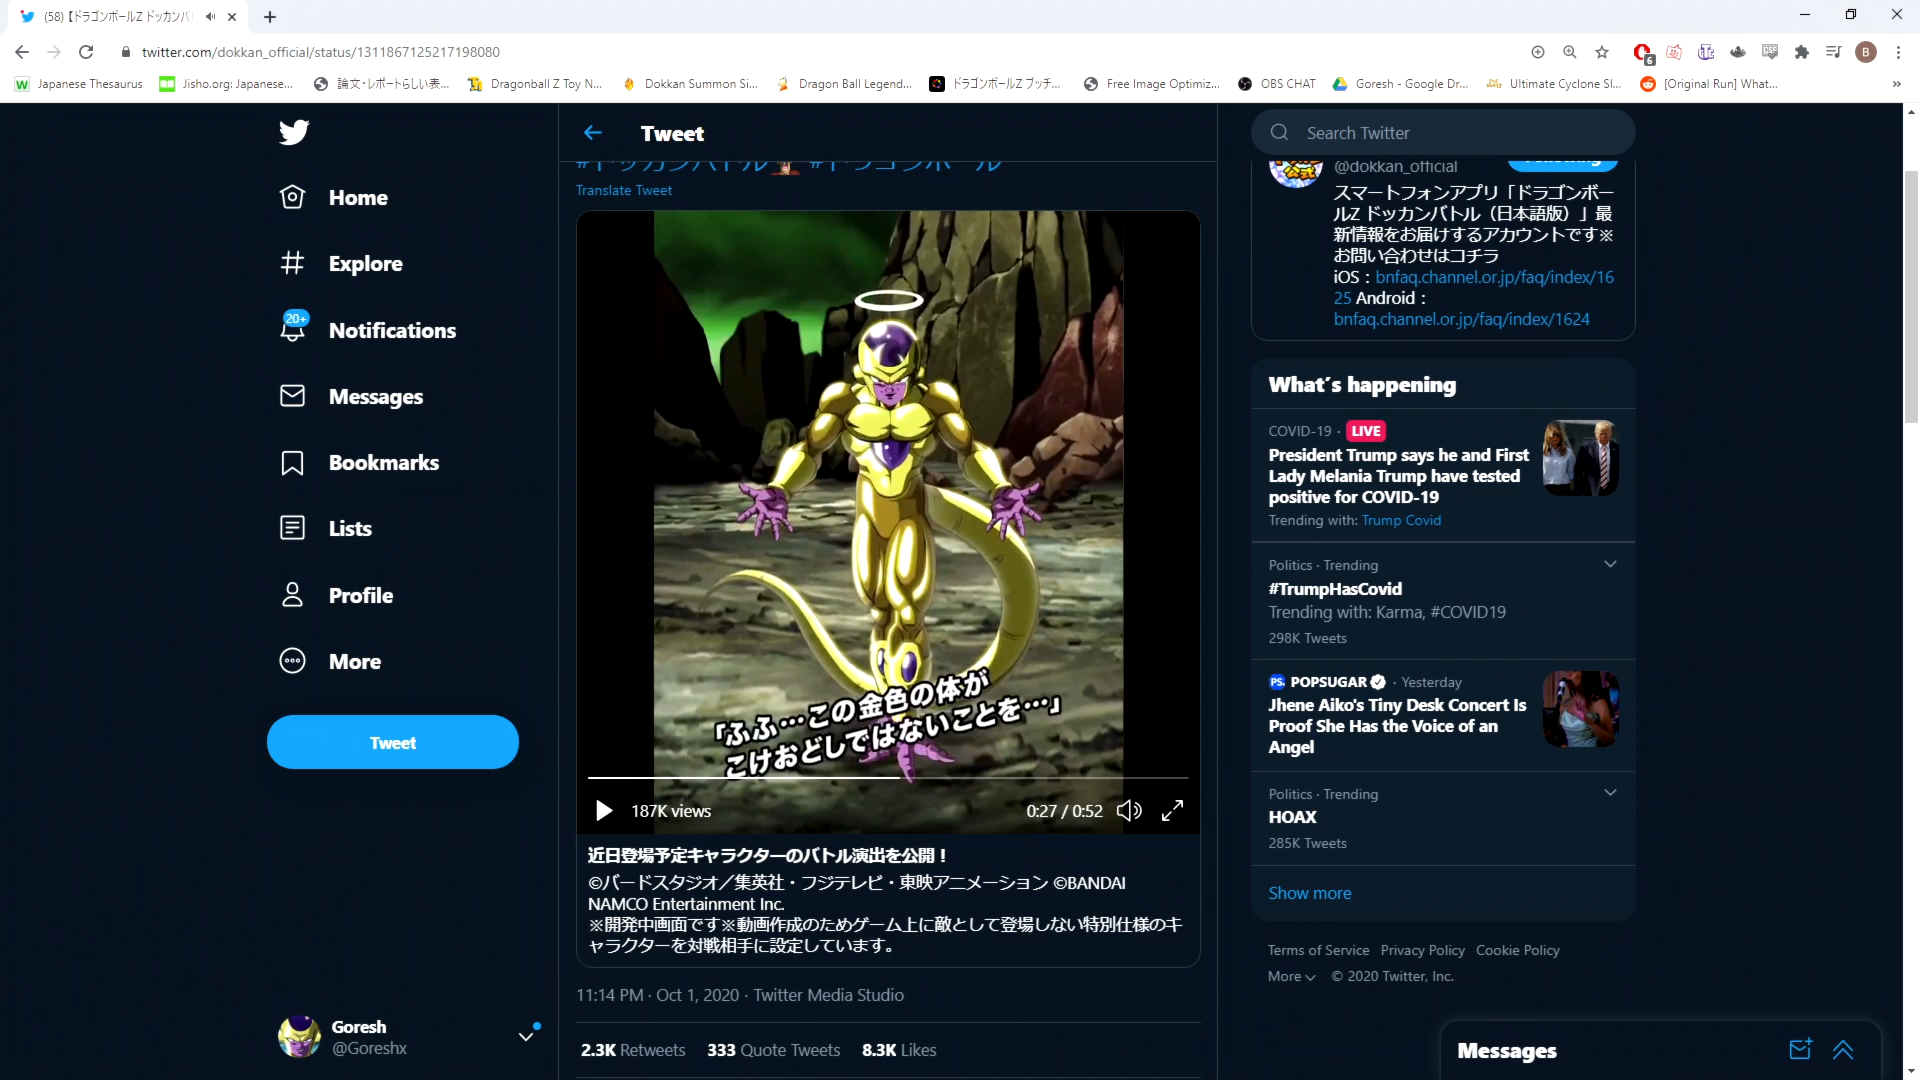 (58)【ドラゴンボールZ ドッカンバ
twitter.com/dokkan_official/status/1311867125217198080
6
B
Japanese Thesaurus
Jisho.org: Japanese...
論文・レポートらしい表...
Dragonball Z Toy N...
Dokkan Summon Si...
Dragon Ball Legend...
ドラゴンボールZ ブッチ...
Free Image Optimiz...
OBS CHAT
Goresh - Google Dr...
Ultimate Cyclone Sl...
[Original Run] What...
Home
Explore
20+
Notifications
Messages
Bookmarks
Lists
Profile
More
Tweet
Goresh
@Goreshx
Tweet
#ドッカンバトル #ドラゴンボール
Translate Tweet
「ふふ…この金色の体が
こけおどしではないことを…」
187K views
0:27 / 0:52
近日登場予定キャラクターのバトル演出を公開！
©バードスタジオ／集英社・フジテレビ・東映アニメーション ©BANDAI
NAMCO Entertainment Inc.
※開発中画面です※動画作成のためゲーム上に敵として登場しない特別仕様のキ
ャラクターを対戦相手に設定しています。
11:14 PM · Oct 1, 2020 · Twitter Media Studio
2.3K Retweets 333 Quote Tweets 8.3K Likes
Search Twitter
@dokkan_official
Following
スマートフォンアプリ「ドラゴンボー
ルZ ドッカンバトル（日本語版）」最
新情報をお届けするアカウントです※
お問い合わせはコチラ
iOS：bnfaq.channel.or.jp/faq/index/16
25 Android：
bnfaq.channel.or.jp/faq/index/1624
What's happening
COVID-19 · LIVE
President Trump says he and First
Lady Melania Trump have tested
positive for COVID-19
Trending with: Trump Covid
Politics · Trending
#TrumpHasCovid
Trending with: Karma, #COVID19
298K Tweets
PS. POPSUGAR · Yesterday
Jhene Aiko's Tiny Desk Concert Is
Proof She Has the Voice of an
Angel
Politics · Trending
HOAX
285K Tweets
Show more
Terms of Service Privacy Policy Cookie Policy
More © 2020 Twitter, Inc.
Messages